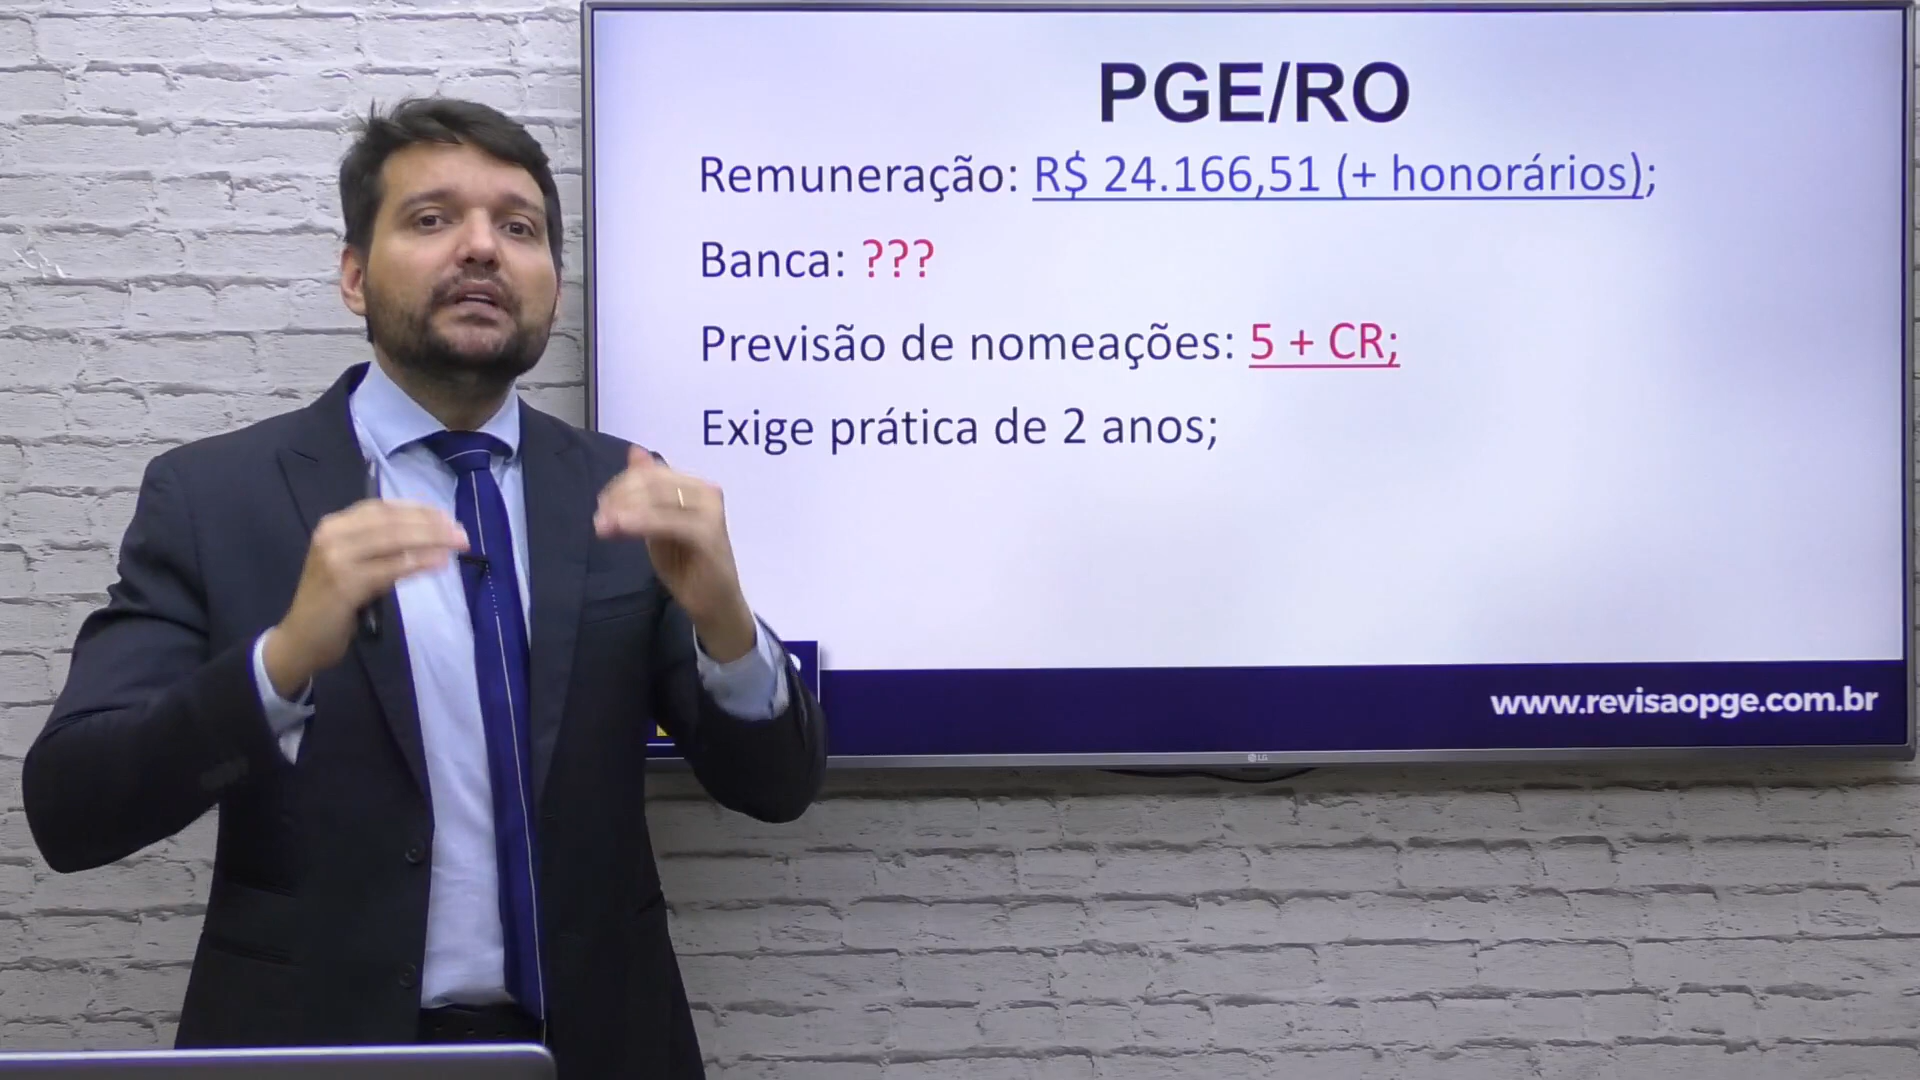 PGE/RO
Remuneração: R$ 24.166,51 (+ honorários);
Banca: ???
Previsão de nomeações: 5 + CR;
Exige prática de 2 anos;
www.revisaopge.com.br
LG